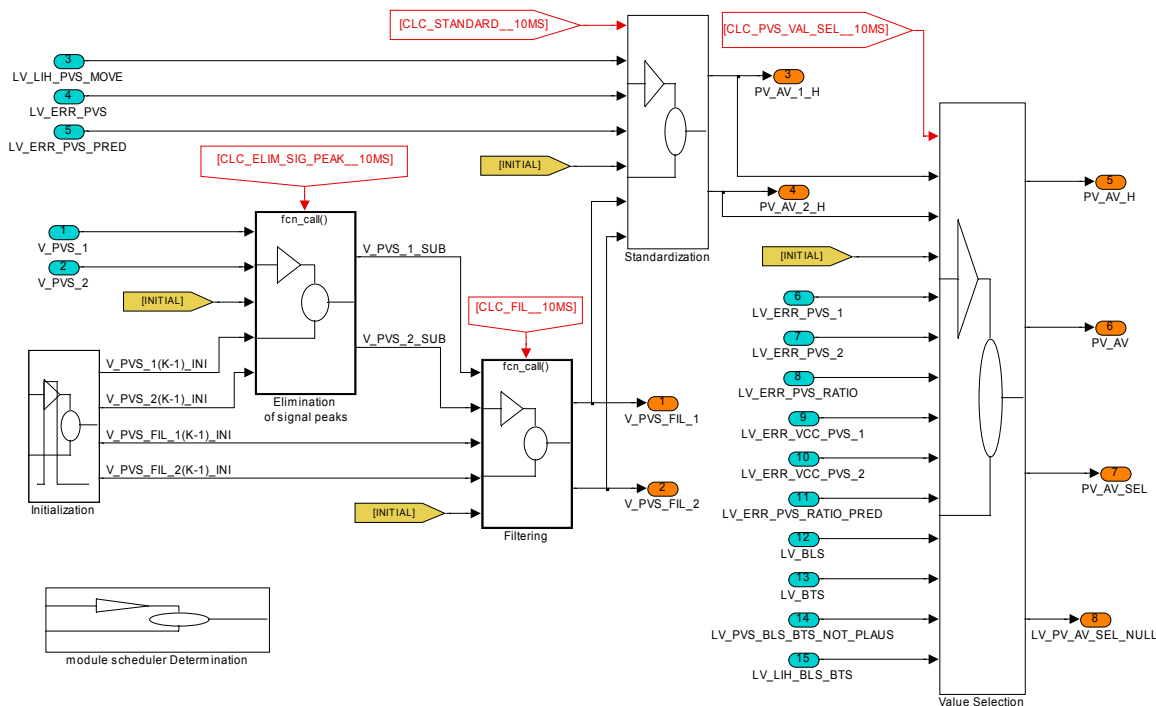 [CLC_STANDARD__10MS]
[CLC_PVS_VAL_SEL__10MS]
3
LV_LIH_PVS_MOVE
4
LV_ERR_PVS
5
LV_ERR_PVS_PRED
3
PV_AV_1_H
[CLC_ELIM_SIG_PEAK__10MS]
[INITIAL]
4
PV_AV_2_H
5
PV_AV_H
fcn_call()
1
V_PVS_1
2
V_PVS_2
V_PVS_1_SUB
Standardization
[INITIAL]
[INITIAL]
[CLC_FIL__10MS]
6
LV_ERR_PVS_1
6
PV_AV
V_PVS_2_SUB
7
LV_ERR_PVS_2
fcn_call()
V_PVS_1(K-1)_INI
8
LV_ERR_PVS_RATIO
Elimination
of signal peaks
V_PVS_2(K-1)_INI
1
V_PVS_FIL_1
9
LV_ERR_VCC_PVS_1
V_PVS_FIL_1(K-1)_INI
10
LV_ERR_VCC_PVS_2
V_PVS_FIL_2(K-1)_INI
7
PV_AV_SEL
2
V_PVS_FIL_2
11
LV_ERR_PVS_RATIO_PRED
Initialization
[INITIAL]
Filtering
12
LV_BLS
13
LV_BTS
14
LV_PVS_BLS_BTS_NOT_PLAUS
8
LV_PV_AV_SEL_NULL
15
LV_LIH_BLS_BTS
module scheduler Determination
Value Selection